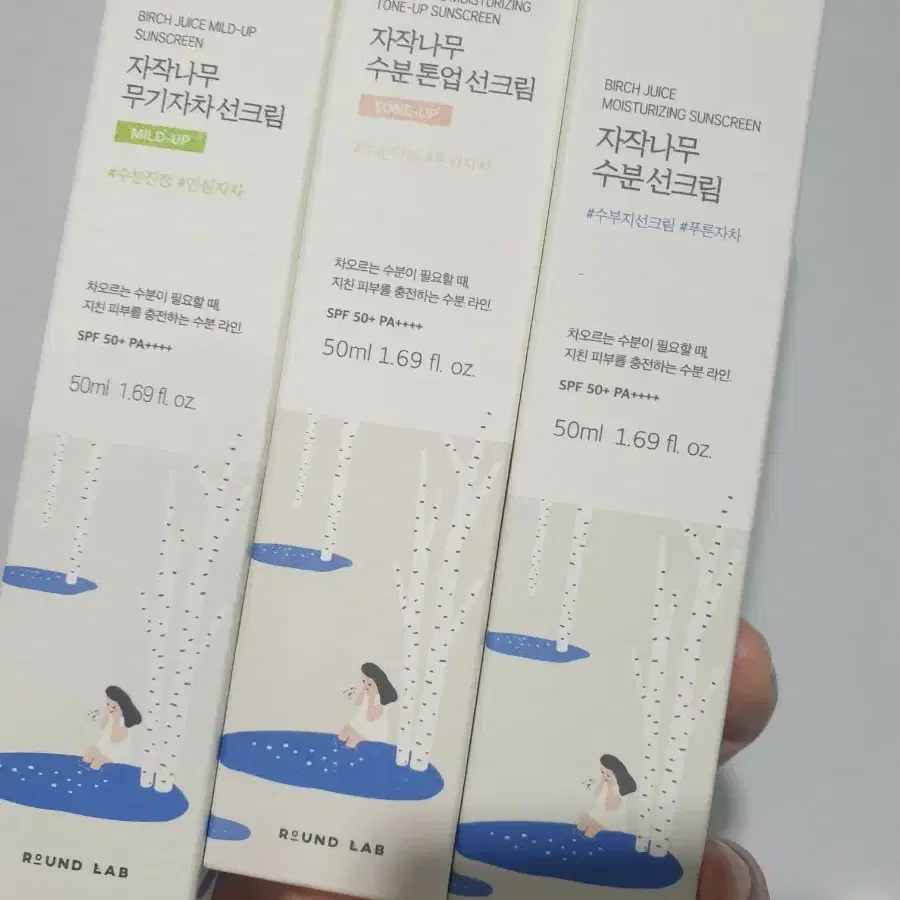 BIRCH JUICE MILD-UP
SUNSCREEN
자작나무
무기자차 선크림
MILD-UP
#수분진정 #안심자차
차오르는 수분이 필요할 때,
지친 피부를 충전하는 수분 라인.
SPF 50+ PA++++
50ml 1.69 fl. oz.
ROUND LAB
MOISTURIZING
TONE-UP SUNSCREEN
자작나무
수분 톤업 선크림
TONE-UP
차오르는 수분이 필요할 때,
지친 피부를 충전하는 수분 라인.
SPF 50+ PA++++
50ml 1.69 fl. oz.
ROUND LAB
BIRCH JUICE
MOISTURIZING SUNSCREEN
자작나무
수분 선크림
#수부지선크림 #푸른자차
차오르는 수분이 필요할 때,
지친 피부를 충전하는 수분 라인.
SPF 50+ PA++++
50ml 1.69 fl. oz.